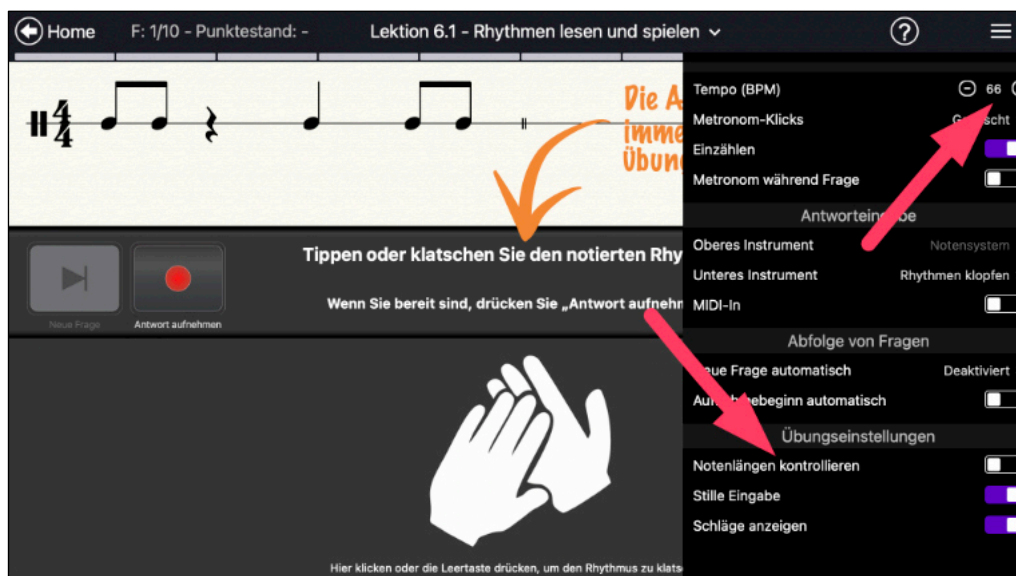 Home F: 1/10 - Punktestand: - Lektion 6.1 - Rhythmen lesen und spielen ?
4
4
Die A
imme
Übun
Tippen oder klatschen Sie den notierten Rhy
Wenn Sie bereit sind, drücken Sie „Antwort aufnehm
Neue Frage
Antwort aufnehmen
Hier klicken oder die Leertaste drücken, um den Rhythmus zu klats
Tempo (BPM) 66
Metronom-Klicks
Einzählen
Metronom während Frage
Antworteingabe
Oberes Instrument Notensystem
Unteres Instrument Rhythmen klopfen
MIDI-In
Abfolge von Fragen
Neue Frage automatisch Deaktiviert
automatisch
Übungseinstellungen
Notenlängen kontrollieren
Stille Eingabe
Schläge anzeigen